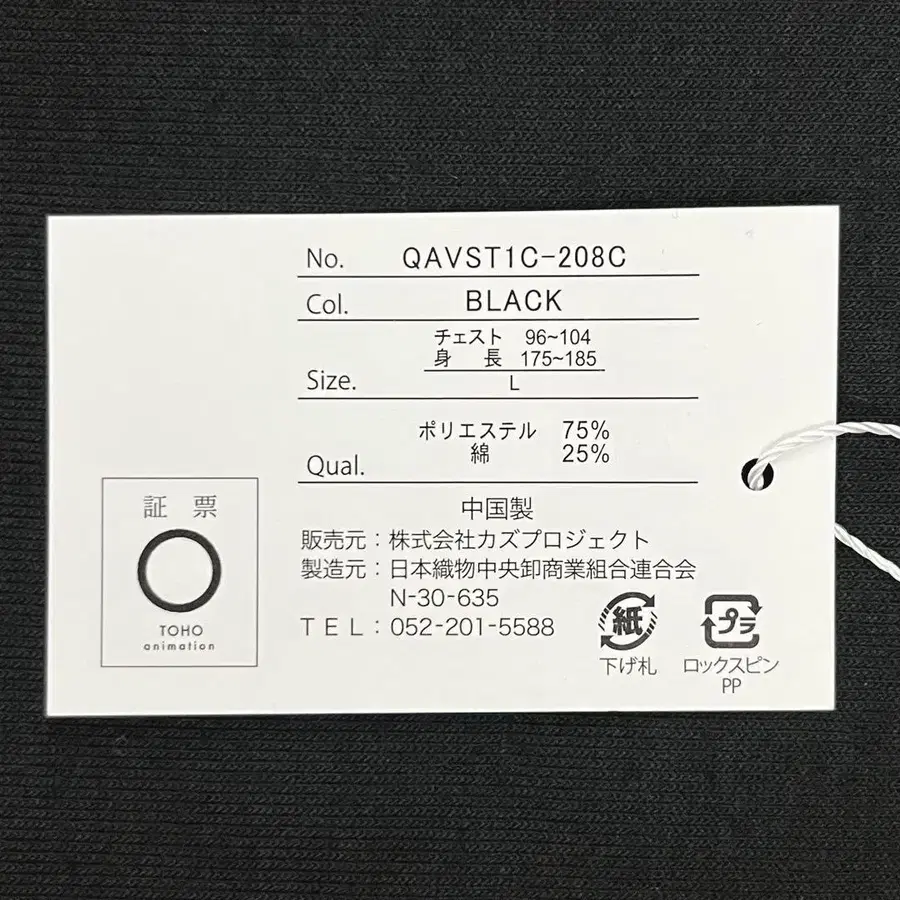 No. QAVST1C-208C
Col. BLACK
チェスト 96~104
身 長 175~185
Size. L
ポリエステル 75%
綿 25%
Qual.
中国製
販売元：株式会社カズプロジェクト
製造元：日本織物中央卸商業組合連合会
N-30-635
TEL：052-201-5588
証 票
TOHO
animation
紙
下げ札
プラ
ロックスピン
PP